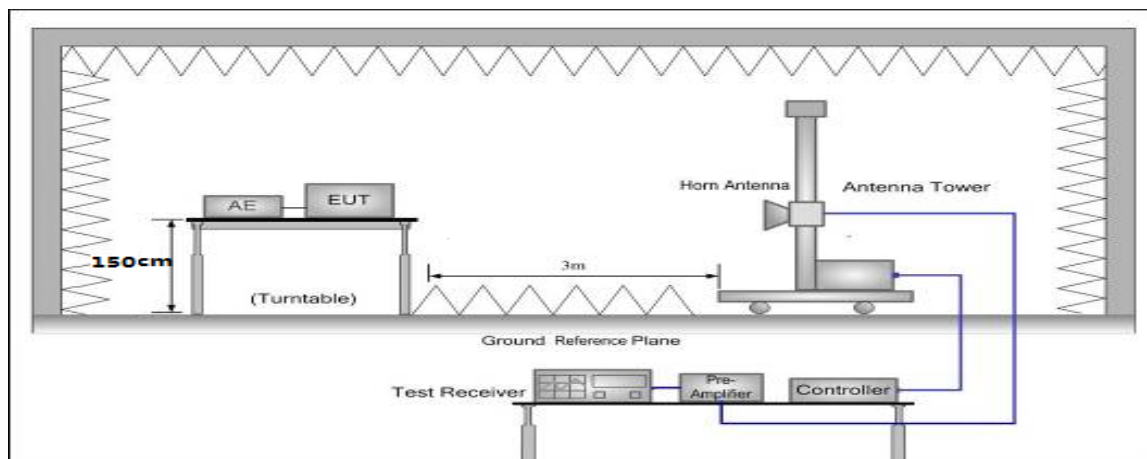 Horn Antenna
Antenna Tower
AE
EUT
150cm
3m
(Turntable)
Ground Reference Plane
Test Receiver
Pre-
Amplifier
Controller